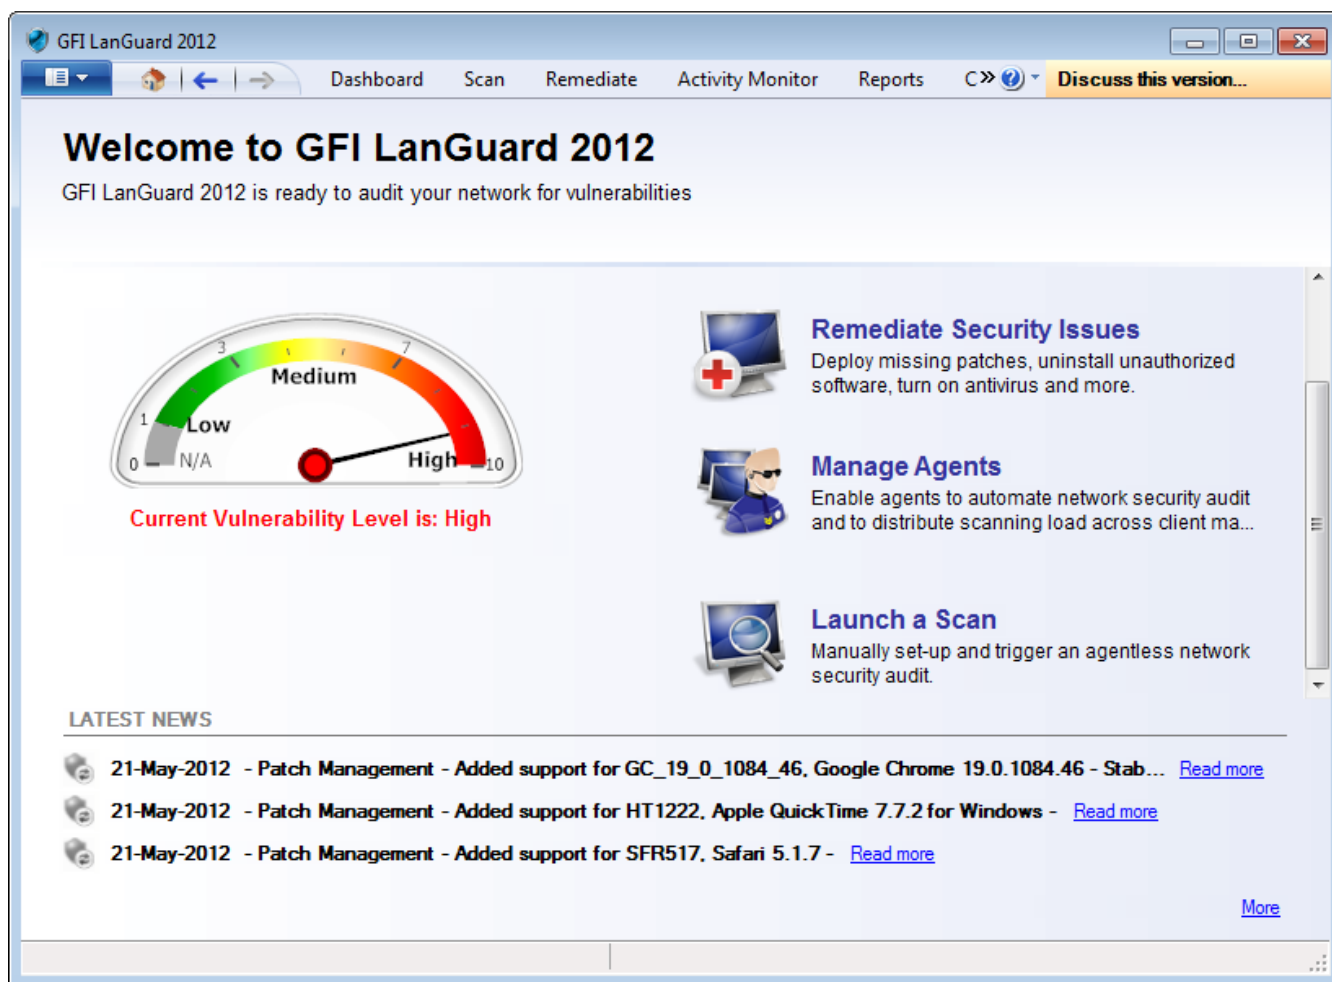 GFI LanGuard 2012
Dashboard Scan Remediate Activity Monitor Reports C» Discuss this version...
Welcome to GFI LanGuard 2012
GFI LanGuard 2012 is ready to audit your network for vulnerabilities
0 1 3 7 10
N/A Low Medium High
Current Vulnerability Level is: High
Remediate Security Issues
Deploy missing patches, uninstall unauthorized
software, turn on antivirus and more.
Manage Agents
Enable agents to automate network security audit
and to distribute scanning load across client ma...
Launch a Scan
Manually set-up and trigger an agentless network
security audit.
LATEST NEWS
21-May-2012 - Patch Management - Added support for GC_19_0_1084_46, Google Chrome 19.0.1084.46 - Stab... Read more
21-May-2012 - Patch Management - Added support for HT1222, Apple QuickTime 7.7.2 for Windows - Read more
21-May-2012 - Patch Management - Added support for SFR517, Safari 5.1.7 - Read more
More